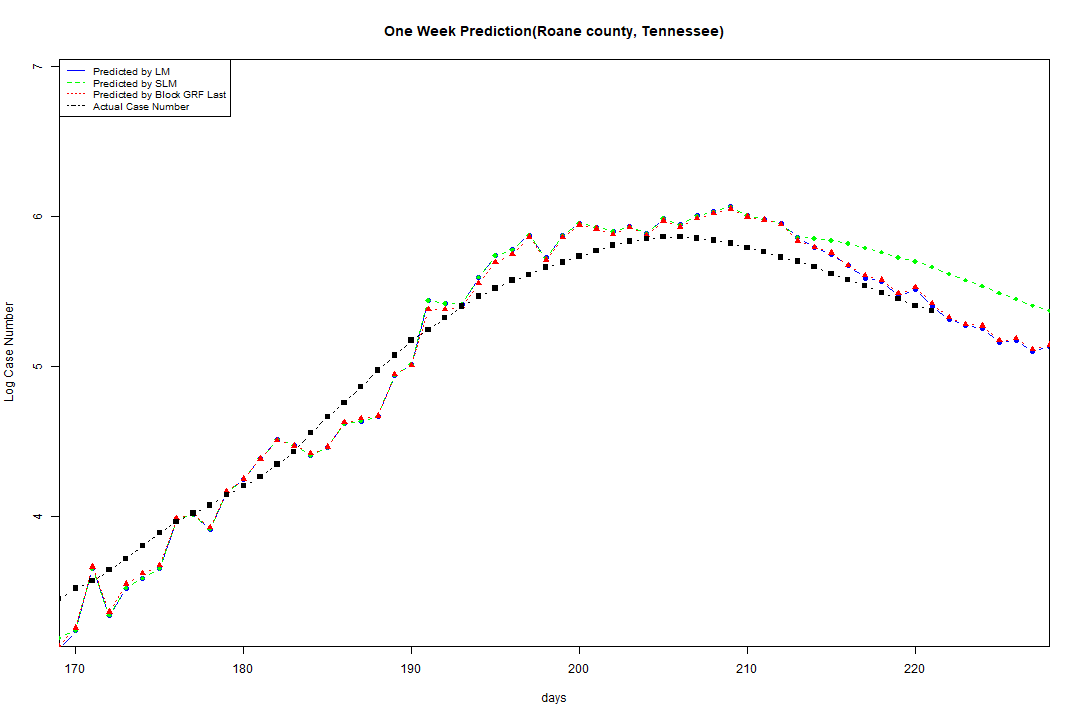 One Week Prediction(Roane county, Tennessee)
Predicted by LM
Predicted by SLM
Predicted by Block GRF Last
Actual Case Number
7
6
5
4
Log Case Number
170 180 190 200 210 220
days